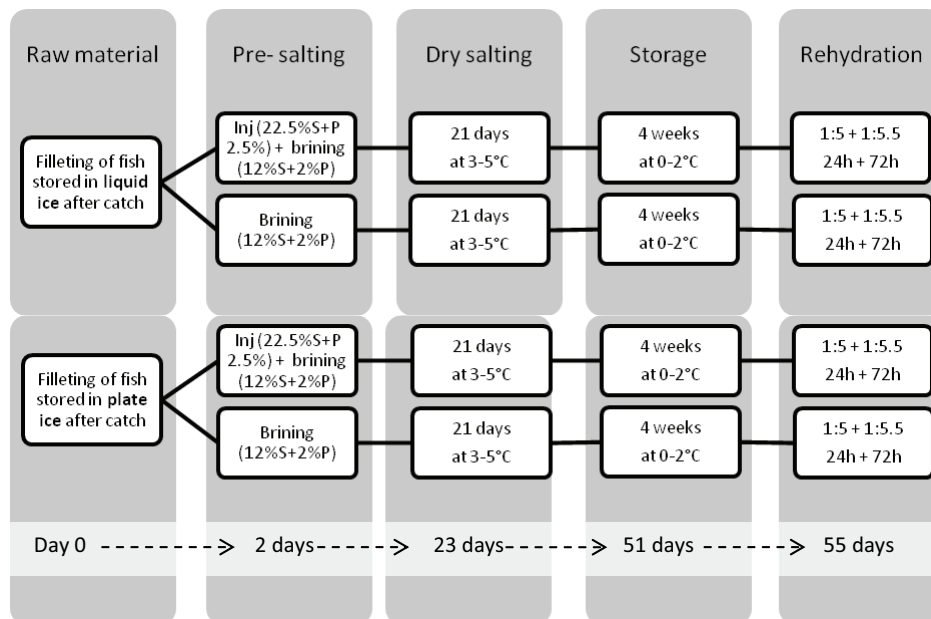 Raw material
Pre- salting
Dry salting
Storage
Rehydration
Filleting of fish
stored in liquid
ice after catch
Inj (22.5%S+P
2.5%) + brining
(12%S+2%P)
21 days
at 3-5°C
4 weeks
at 0-2°C
1:5 + 1:5.5
24h + 72h
Brining
(12%S+2%P)
21 days
at 3-5°C
4 weeks
at 0-2°C
1:5 + 1:5.5
24h + 72h
Filleting of fish
stored in plate
ice after catch
Inj (22.5%S+P
2.5%) + brining
(12%S+2%P)
21 days
at 3-5°C
4 weeks
at 0-2°C
1:5 + 1:5.5
24h + 72h
Brining
(12%S+2%P)
21 days
at 3-5°C
4 weeks
at 0-2°C
1:5 + 1:5.5
24h + 72h
Day 0
2 days
23 days
51 days
55 days